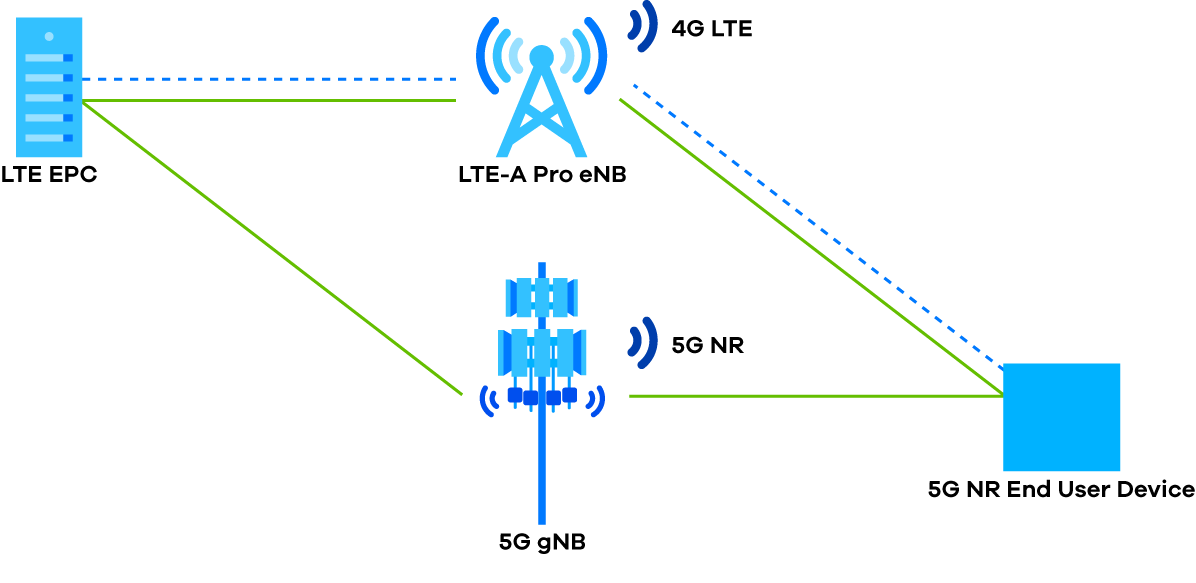 4G LTE
LTE EPC
LTE-A Pro eNB
5G NR
5G NR End User Device
5G gNB